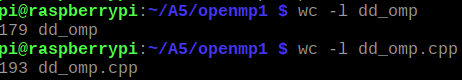 pi@raspberrypi:~/A5/openmp1 $ wc -l dd_omp
179 dd_omp
pi@raspberrypi:~/A5/openmp1 $ wc -l dd_omp.cpp
193 dd_omp.cpp